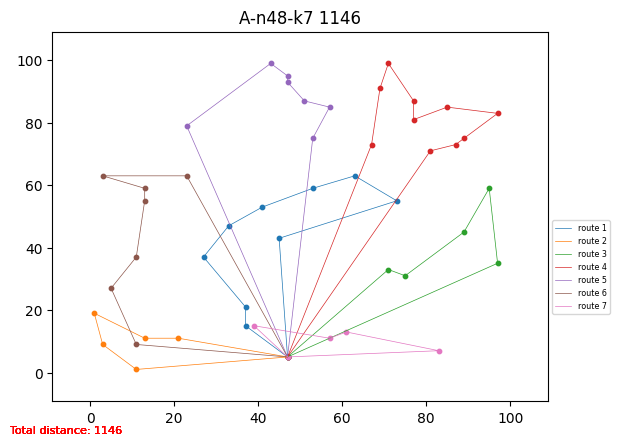 A-n48-k7 1146
100
80
60
40
20
0
0 20 40 60 80 100
route 1
route 2
route 3
route 4
route 5
route 6
route 7
Total distance: 1146